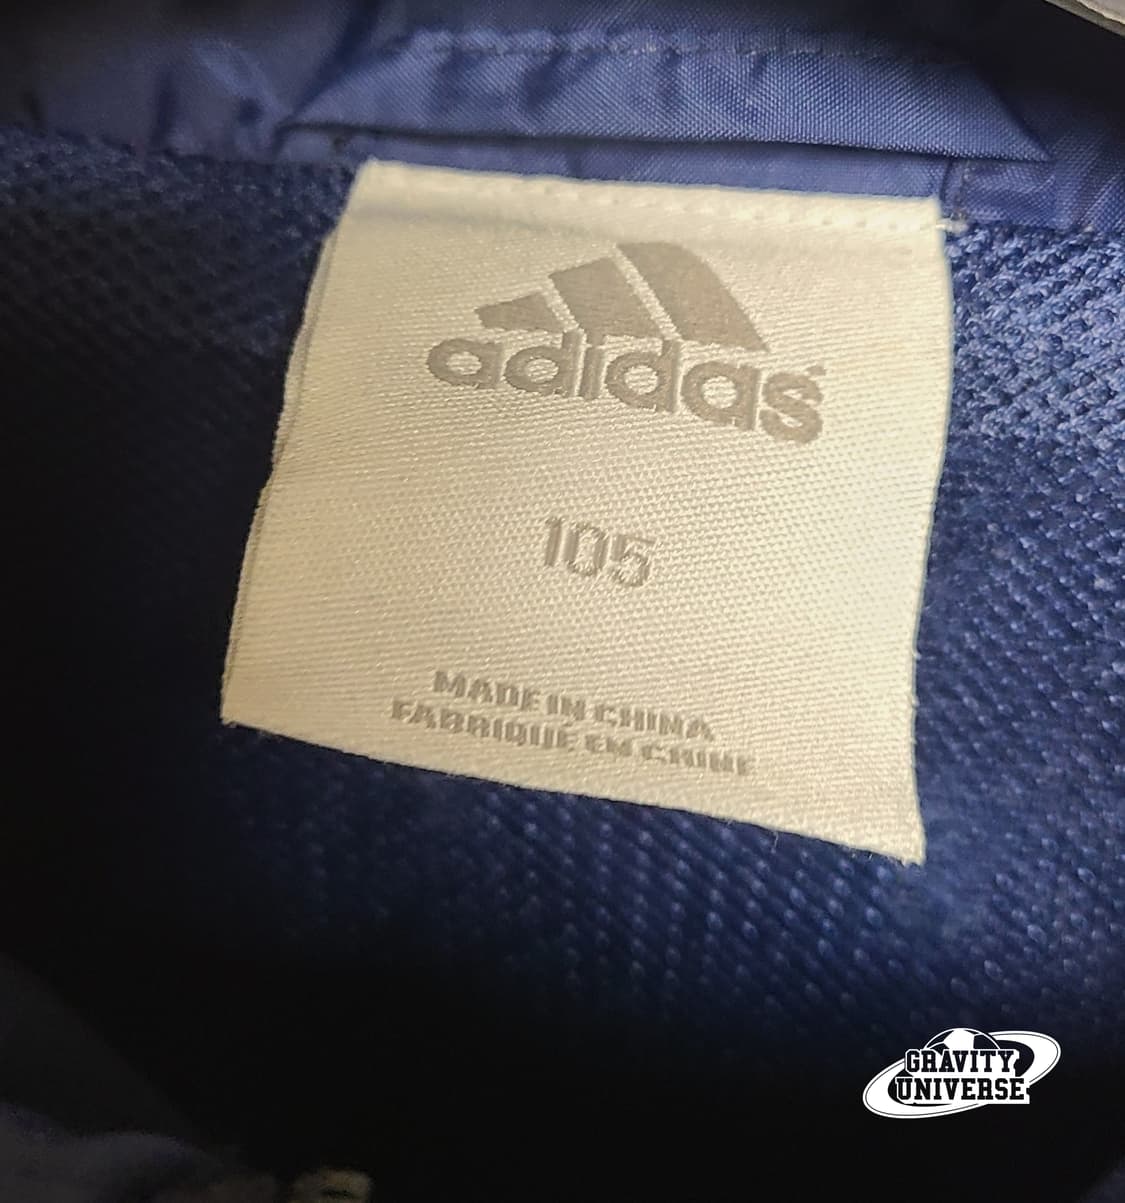 adidas
105
MADE IN CHINA
FABRIQUÉ EN CHINE
GRAVITY
UNIVERSE